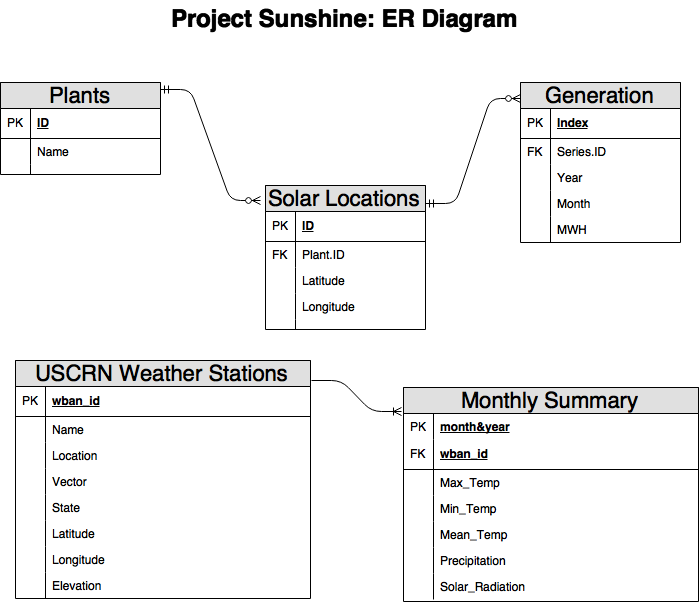 Project Sunshine: ER Diagram
Plants
PK ID
Name
Generation
PK Index
FK Series.ID
Year
Month
MWH
Solar Locations
PK ID
FK Plant.ID
Latitude
Longitude
USCRN Weather Stations
PK wban_id
Name
Location
Vector
State
Latitude
Longitude
Elevation
Monthly Summary
PK month&year
FK wban_id
Max_Temp
Min_Temp
Mean_Temp
Precipitation
Solar_Radiation